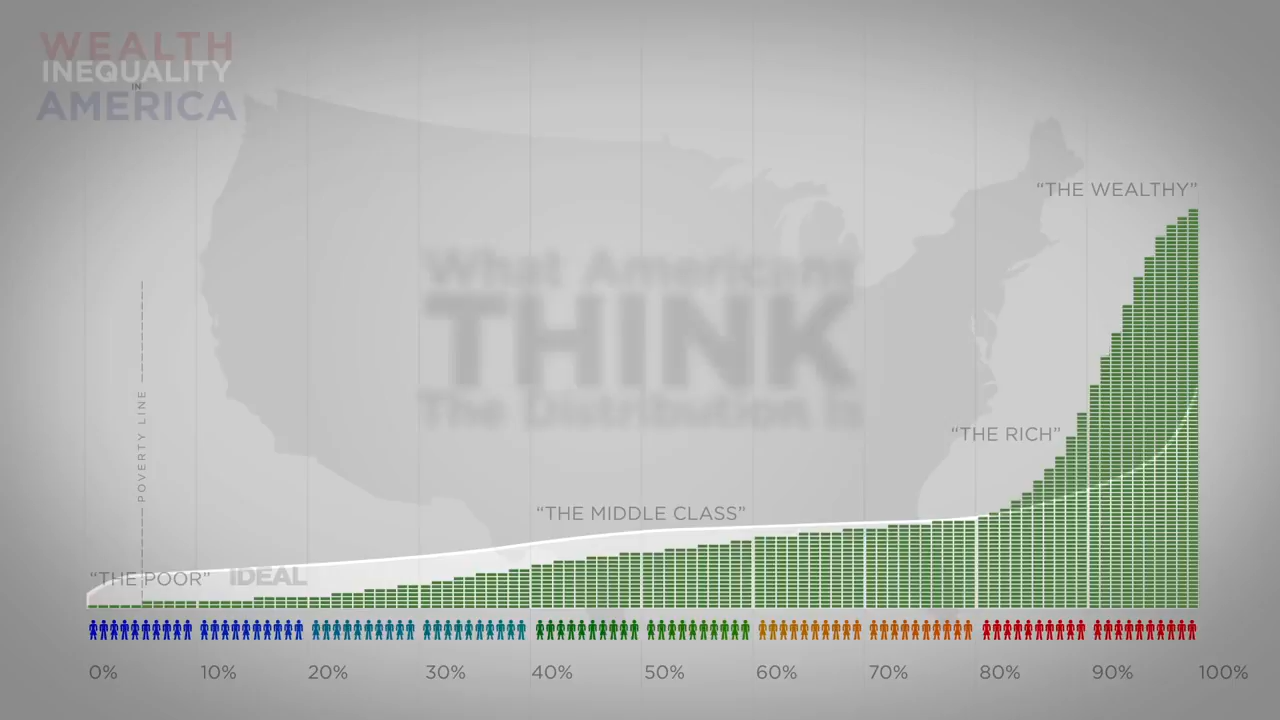 WEALTH
INEQUALITY
IN
AMERICA
“THE WEALTHY”
What Americans
THINK
The Distribution Is
POVERTY LINE
“THE RICH”
“THE MIDDLE CLASS”
“THE POOR” IDEAL
0% 10% 20% 30% 40% 50% 60% 70% 80% 90% 100%